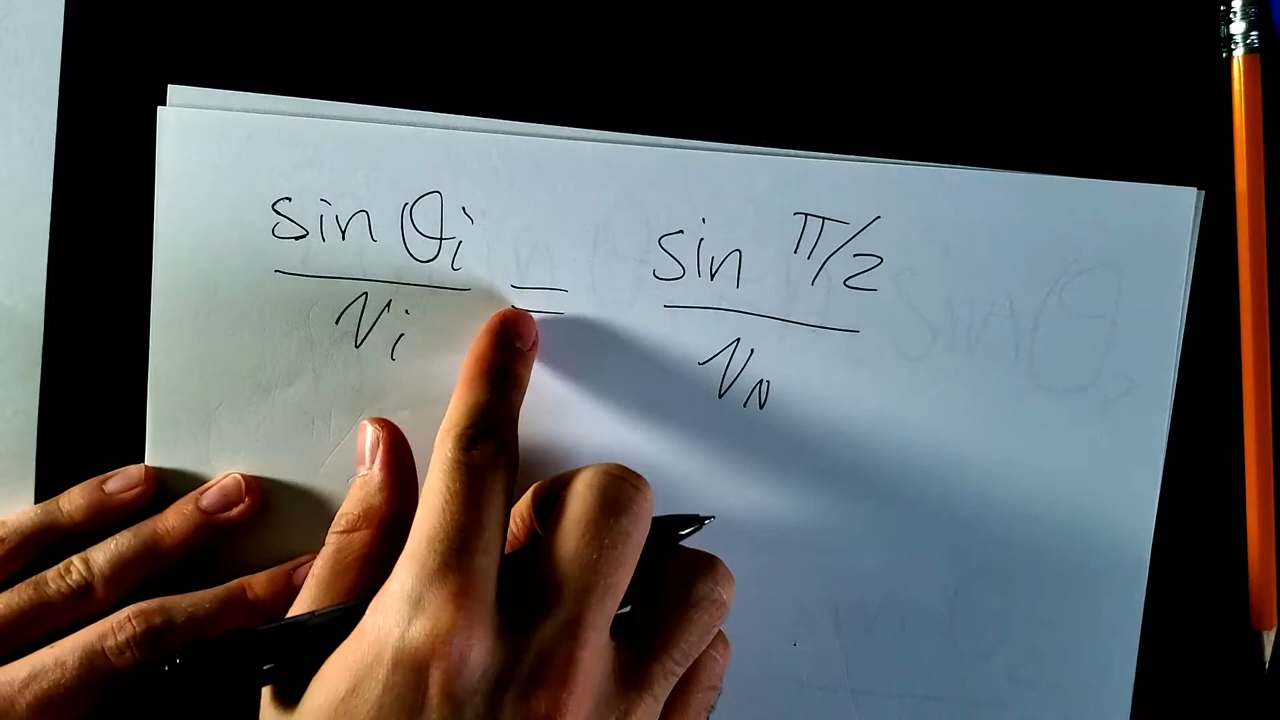 sin θi / vi = sin π/2 / vN